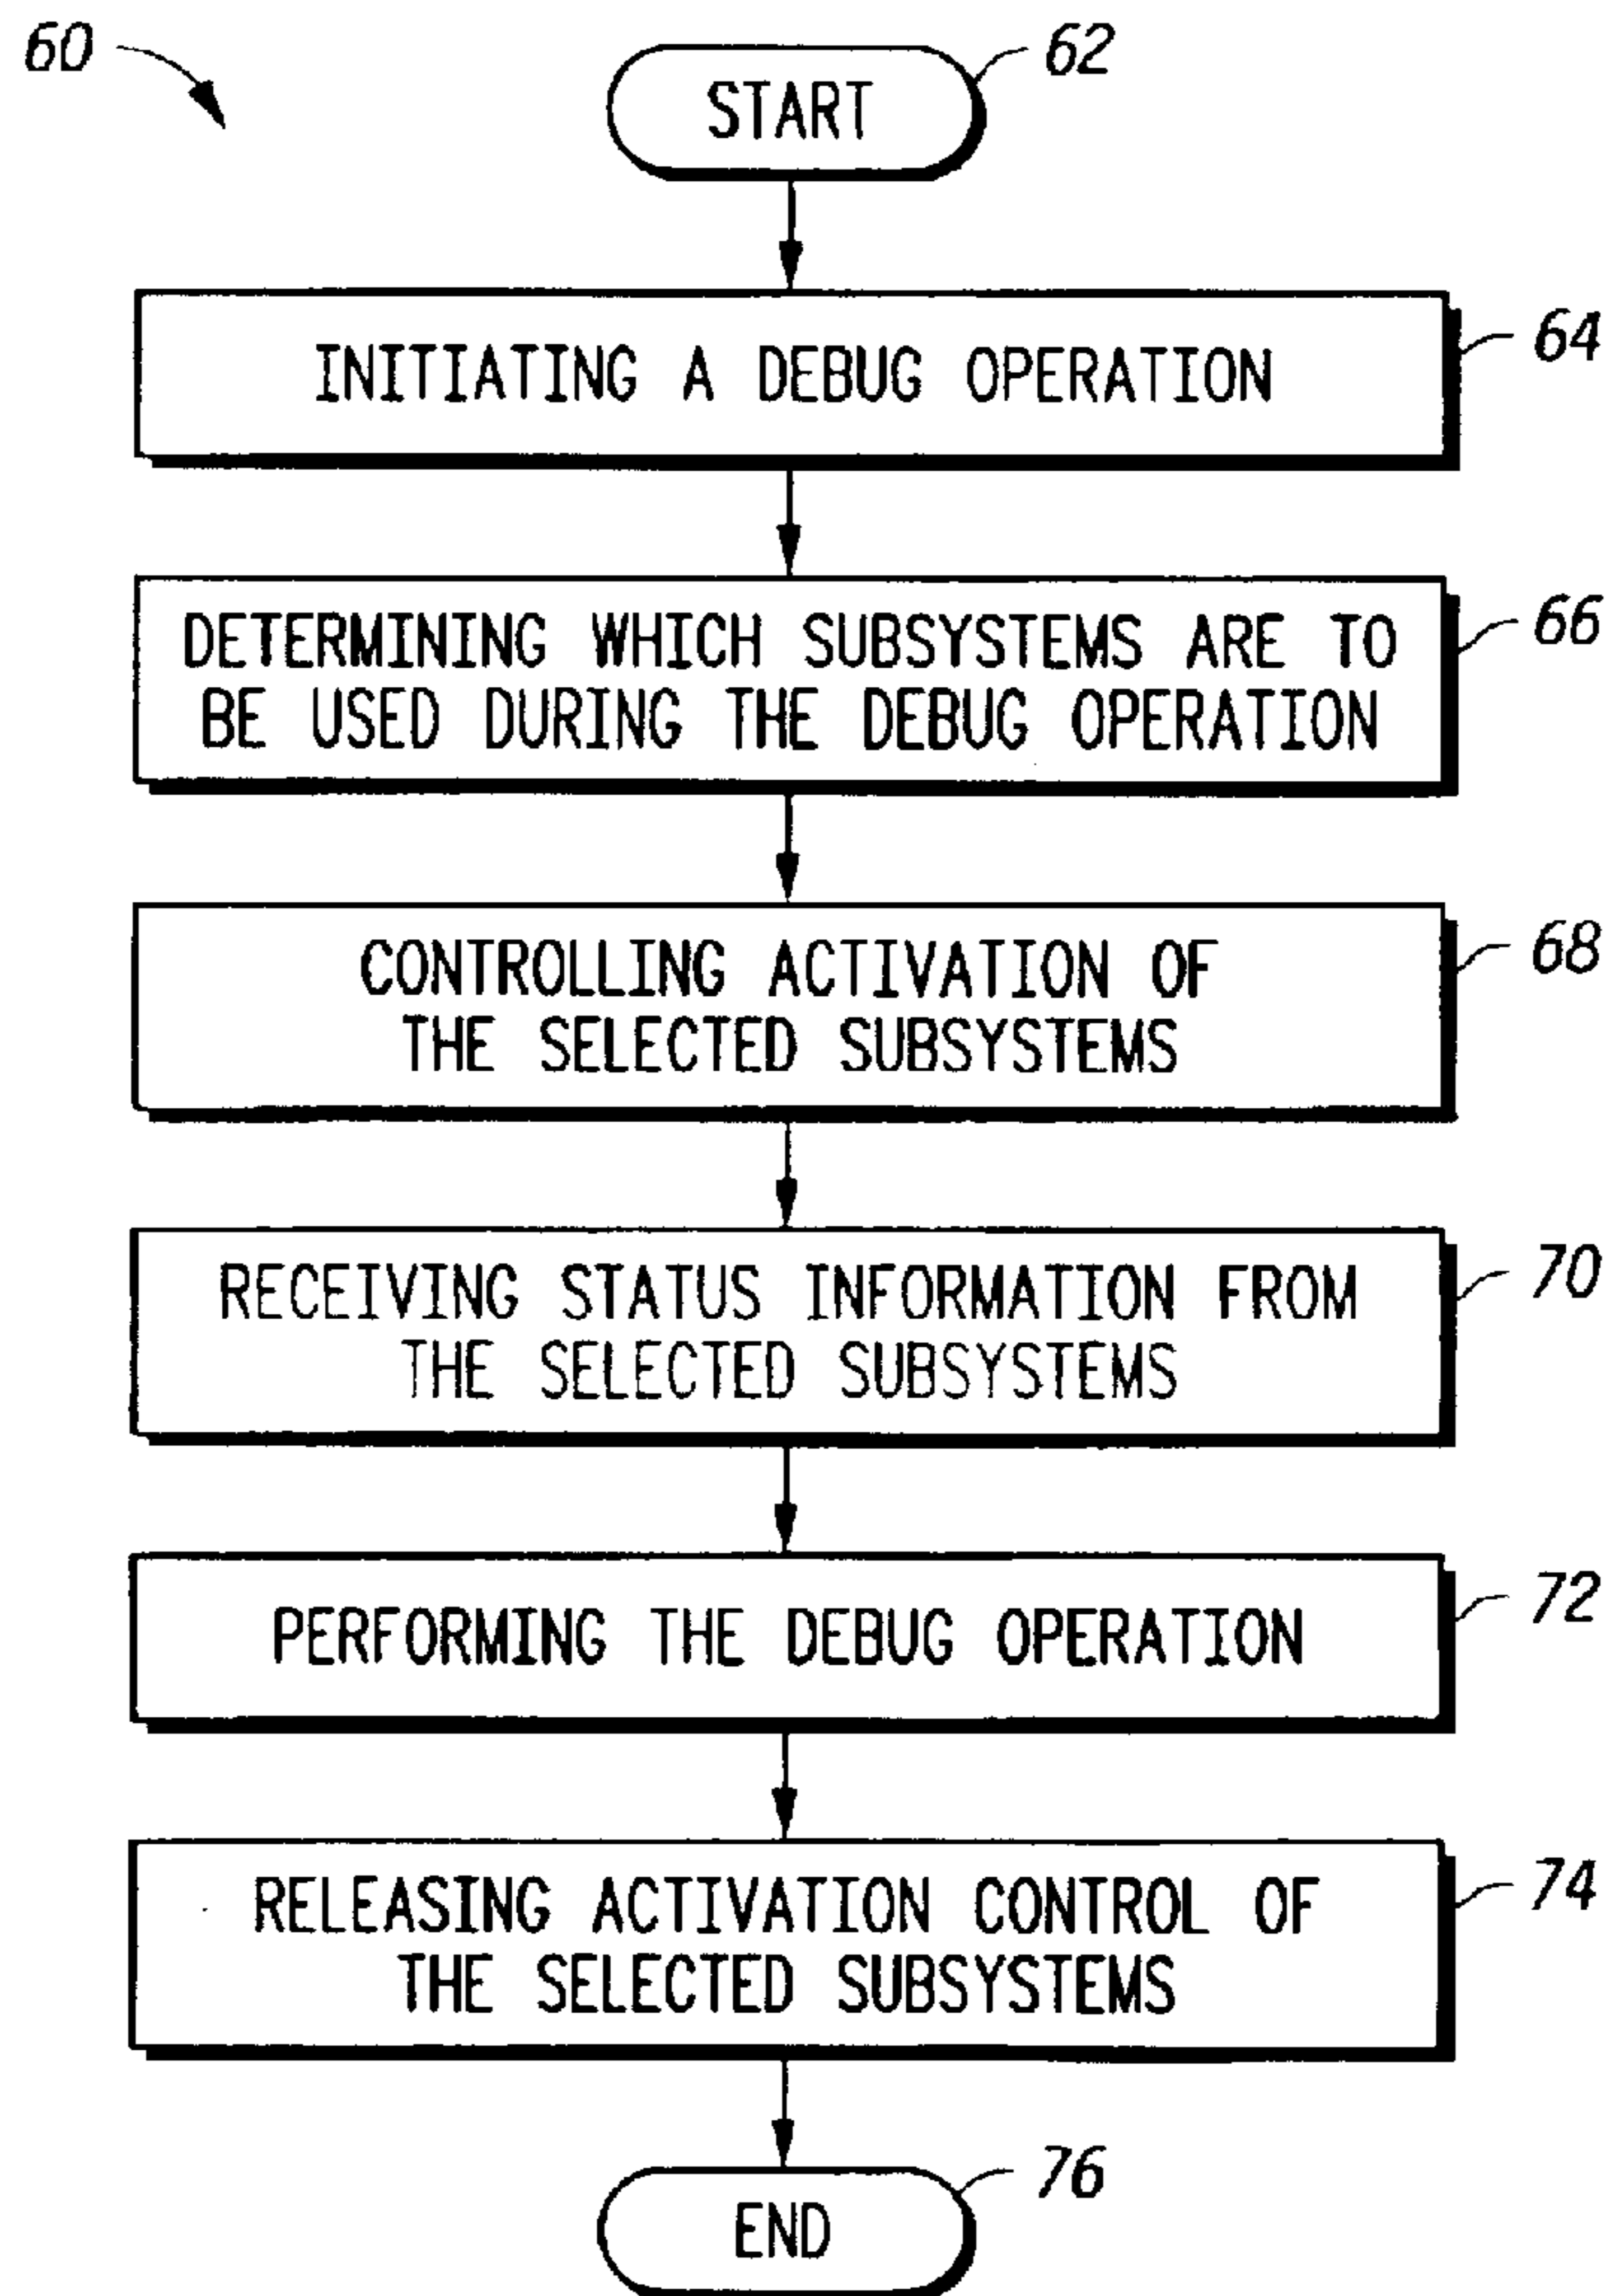 60
START
62
INITIATING A DEBUG OPERATION
64
DETERMINING WHICH SUBSYSTEMS ARE TO
BE USED DURING THE DEBUG OPERATION
66
CONTROLLING ACTIVATION OF
THE SELECTED SUBSYSTEMS
68
RECEIVING STATUS INFORMATION FROM
THE SELECTED SUBSYSTEMS
70
PERFORMING THE DEBUG OPERATION
72
RELEASING ACTIVATION CONTROL OF
THE SELECTED SUBSYSTEMS
74
END
76